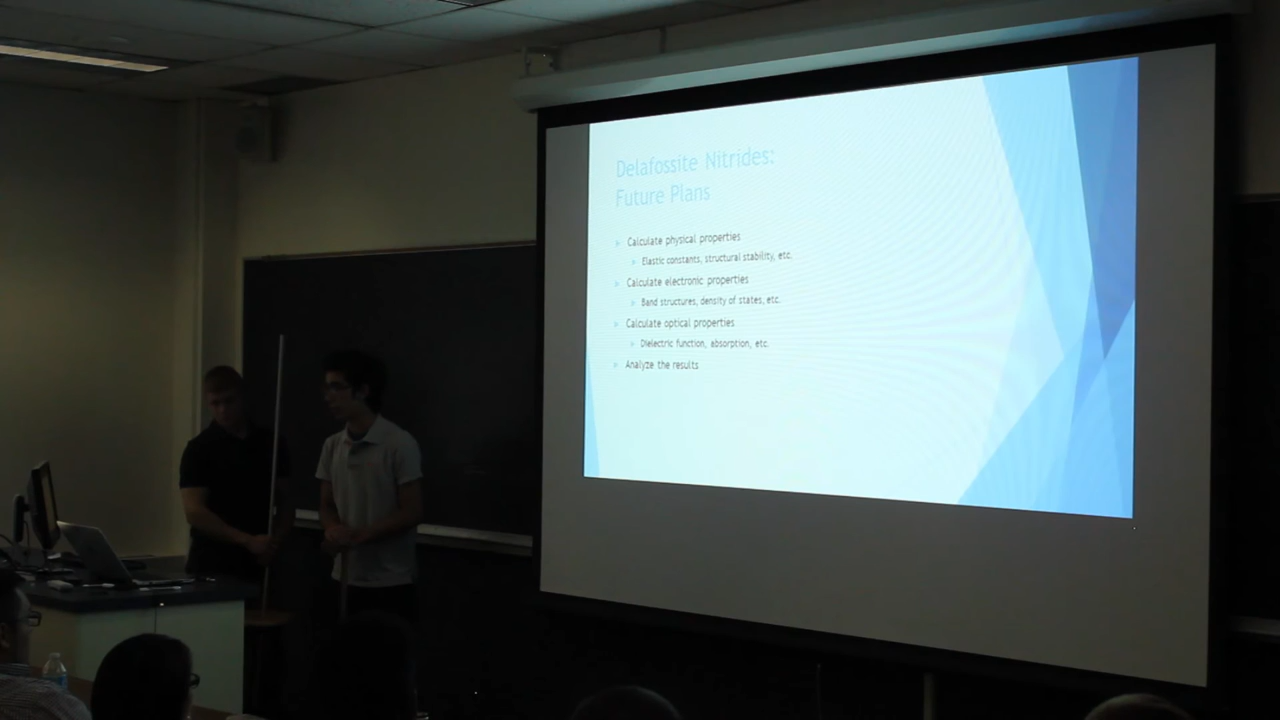 Delafossite Nitrides:
Future Plans
Calculate physical properties
Elastic constants, structural stability, etc.
Calculate electronic properties
Band structures, density of states, etc.
Calculate optical properties
Dielectric function, absorption, etc.
Analyze the results